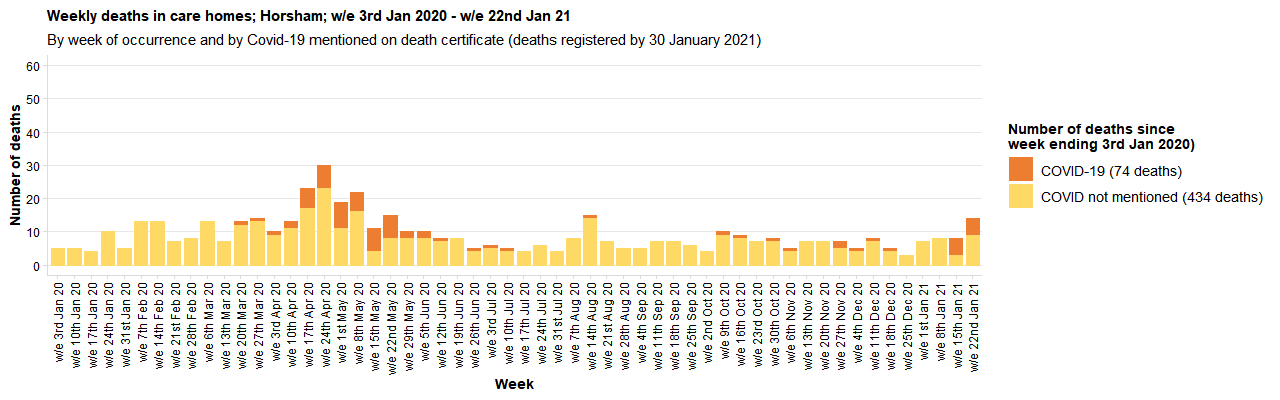 Weekly deaths in care homes; Horsham; w/e 3rd Jan 2020 - w/e 22nd Jan 21
By week of occurrence and by Covid-19 mentioned on death certificate (deaths registered by 30 January 2021)
Number of deaths
60
50
40
30
20
10
0
w/e 3rd Jan 20
w/e 10th Jan 20
w/e 17th Jan 20
w/e 24th Jan 20
w/e 31st Jan 20
w/e 7th Feb 20
w/e 14th Feb 20
w/e 21st Feb 20
w/e 28th Feb 20
w/e 6th Mar 20
w/e 13th Mar 20
w/e 20th Mar 20
w/e 27th Mar 20
w/e 3rd Apr 20
w/e 10th Apr 20
w/e 17th Apr 20
w/e 24th Apr 20
w/e 1st May 20
w/e 8th May 20
w/e 15th May 20
w/e 22nd May 20
w/e 29th May 20
w/e 5th Jun 20
w/e 12th Jun 20
w/e 19th Jun 20
w/e 26th Jun 20
w/e 3rd Jul 20
w/e 10th Jul 20
w/e 17th Jul 20
w/e 24th Jul 20
w/e 31st Jul 20
w/e 7th Aug 20
w/e 14th Aug 20
w/e 21st Aug 20
w/e 28th Aug 20
w/e 4th Sep 20
w/e 11th Sep 20
w/e 18th Sep 20
w/e 25th Sep 20
w/e 2nd Oct 20
w/e 9th Oct 20
w/e 16th Oct 20
w/e 23rd Oct 20
w/e 30th Oct 20
w/e 6th Nov 20
w/e 13th Nov 20
w/e 20th Nov 20
w/e 27th Nov 20
w/e 4th Dec 20
w/e 11th Dec 20
w/e 18th Dec 20
w/e 25th Dec 20
w/e 1st Jan 21
w/e 8th Jan 21
w/e 15th Jan 21
w/e 22nd Jan 21
Week
Number of deaths since
week ending 3rd Jan 2020)
COVID-19 (74 deaths)
COVID not mentioned (434 deaths)